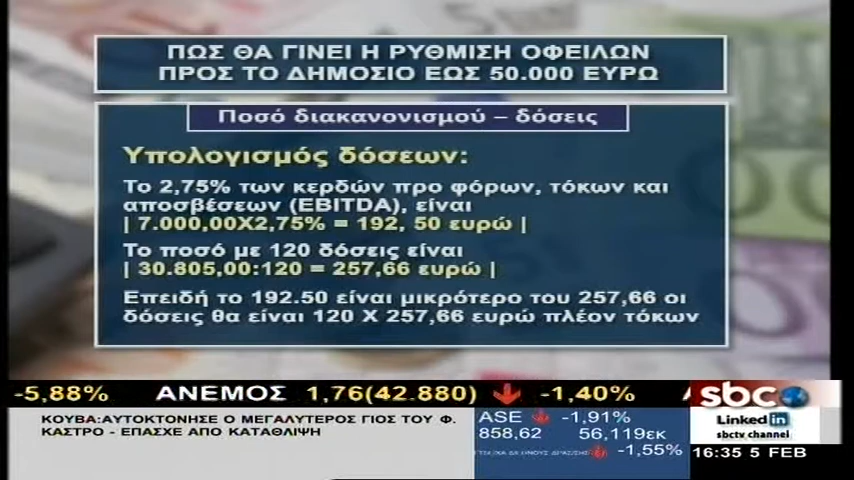 ΠΩΣ ΘΑ ΓΙΝΕΙ Η ΡΥΘΜΙΣΗ ΟΦΕΙΛΩΝ
ΠΡΟΣ ΤΟ ΔΗΜΟΣΙΟ ΕΩΣ 50.000 ΕΥΡΩ
Ποσό διακανονισμού – δόσεις
Υπολογισμός δόσεων:
Το 2,75% των κερδών προ φόρων, τόκων και
αποσβέσεων (EBITDA), είναι
| 7.000,00Χ2,75% = 192, 50 ευρώ |
Το ποσό με 120 δόσεις είναι
| 30.805,00:120 = 257,66 ευρώ |
Επειδή το 192.50 είναι μικρότερο του 257,66 οι
δόσεις θα είναι 120 Χ 257,66 ευρώ πλέον τόκων
-5,88% ΑΝΕΜΟΣ 1,76(42.880) -1,40%
sbc
ΚΟΥΒΑ:ΑΥΤΟΚΤΟΝΗΣΕ Ο ΜΕΓΑΛΥΤΕΡΟΣ ΓΙΟΣ ΤΟΥ Φ.
ΚΑΣΤΡΟ - ΕΠΑΣΧΕ ΑΠΟ ΚΑΤΑΘΛΙΨΗ
ASE -1,91%
858,62 56,119εκ
-1,55%
Linked in
sbctv channel
16:35 5 FEB